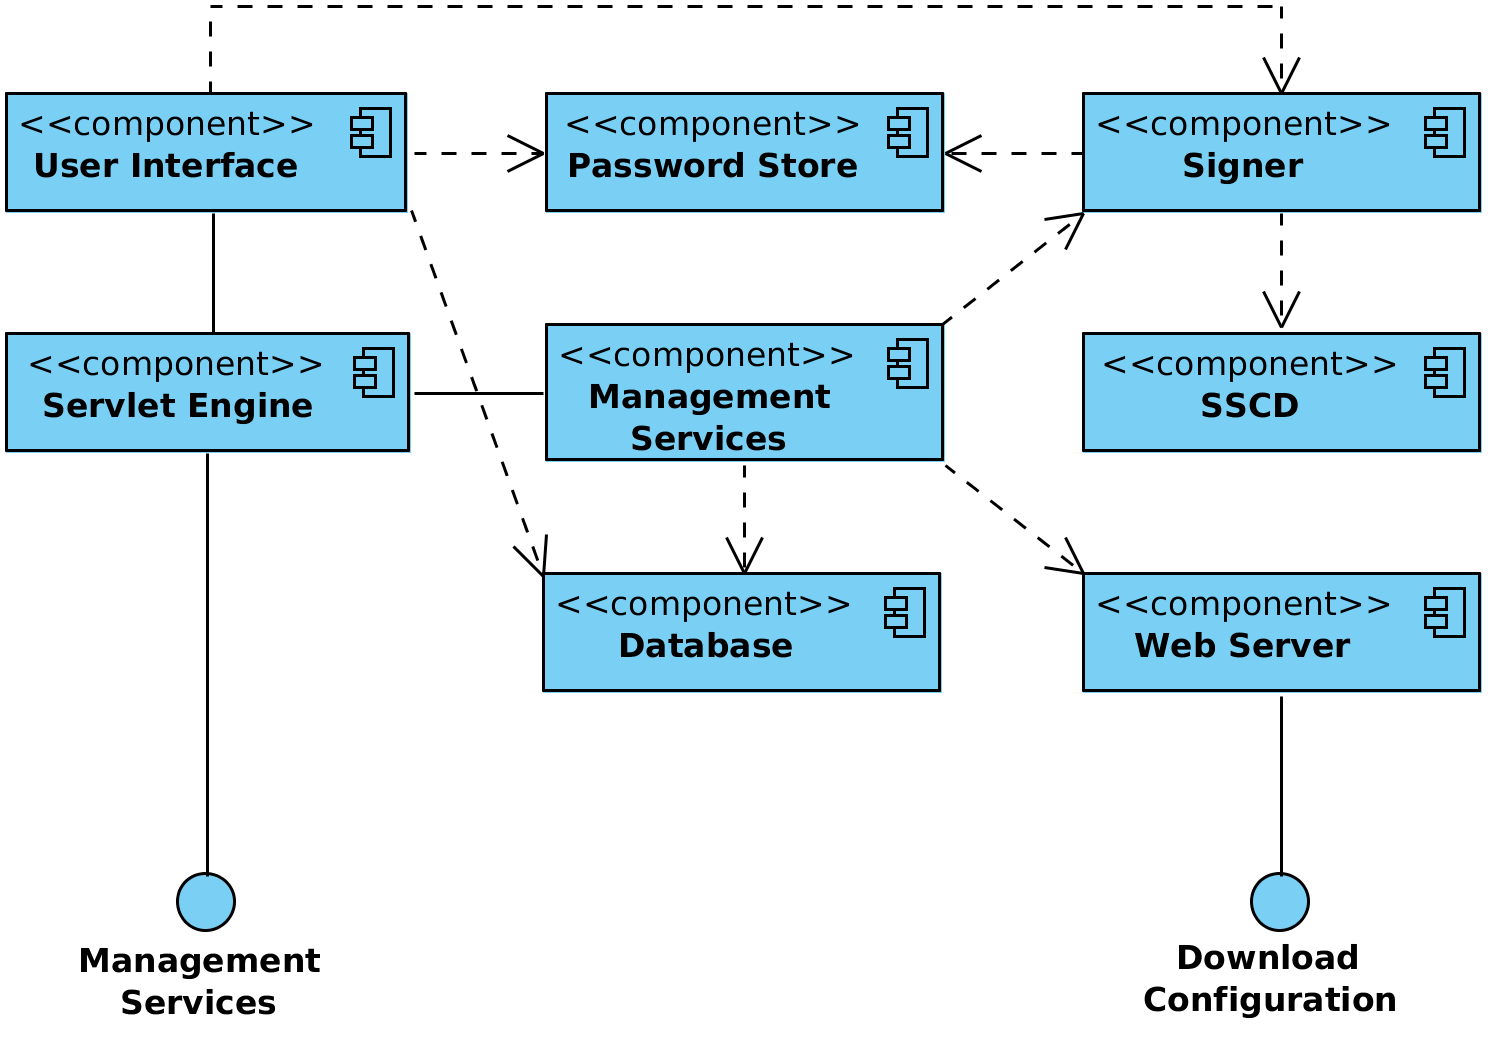 <<component>>
User Interface
<<component>>
Password Store
<<component>>
Signer
<<component>>
Servlet Engine
<<component>>
Management
Services
<<component>>
SSCD
<<component>>
Database
<<component>>
Web Server
Management
Services
Download
Configuration